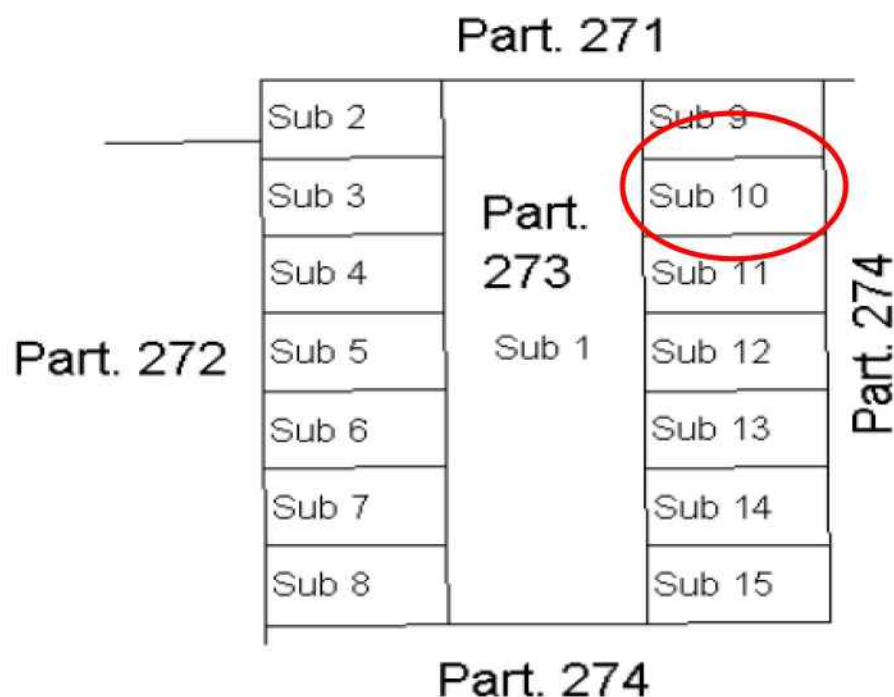 Part. 271
Sub 2
Sub 9
Sub 3
Part.
273
Sub 10
Sub 4
Sub 11
Part. 272
Sub 5
Sub 1
Sub 12
Part. 274
Sub 6
Sub 13
Sub 7
Sub 14
Sub 8
Sub 15
Part. 274